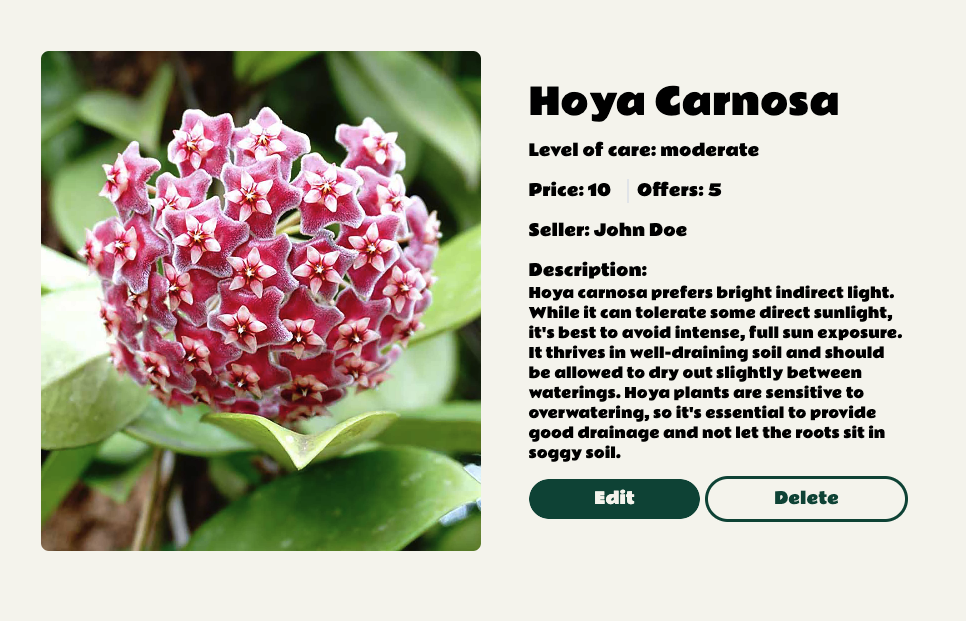 Hoya Carnosa
Level of care: moderate
Price: 10 Offers: 5
Seller: John Doe
Description:
Hoya carnosa prefers bright indirect light.
While it can tolerate some direct sunlight,
it's best to avoid intense, full sun exposure.
It thrives in well-draining soil and should
be allowed to dry out slightly between
waterings. Hoya plants are sensitive to
overwatering, so it's essential to provide
good drainage and not let the roots sit in
soggy soil.
Edit Delete